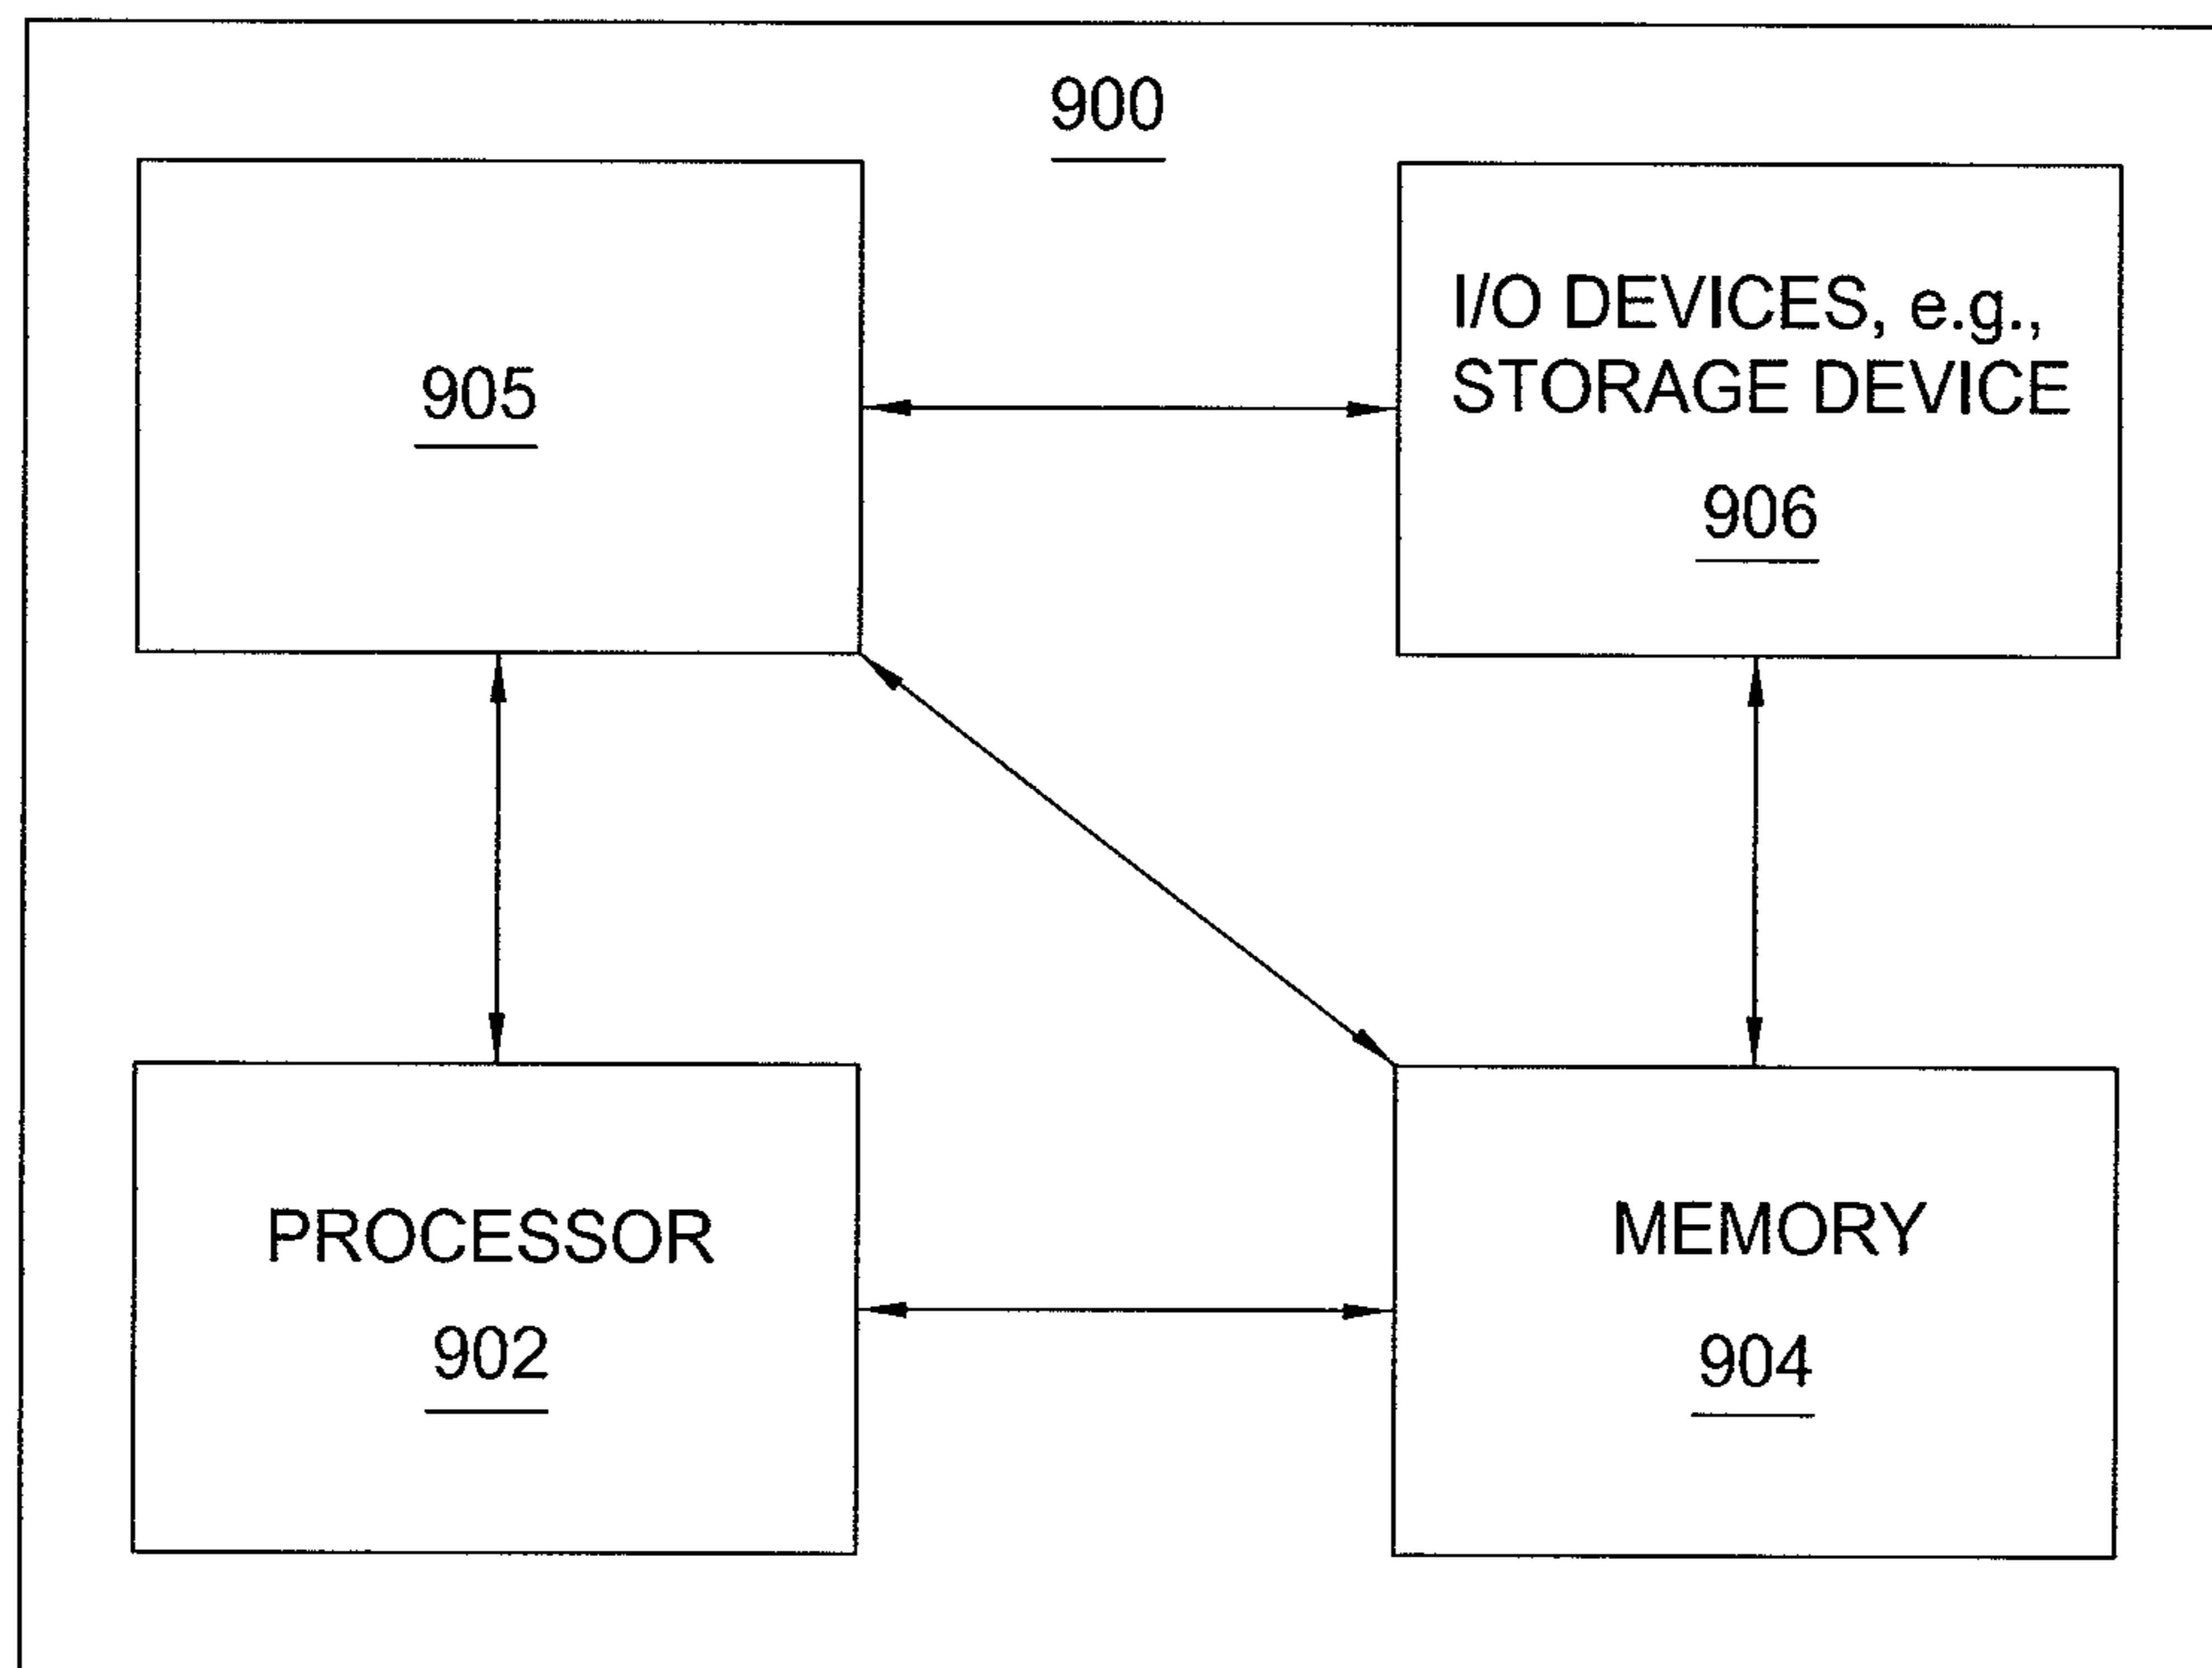 900
905
I/O DEVICES, e.g.,
STORAGE DEVICE
906
PROCESSOR
902
MEMORY
904